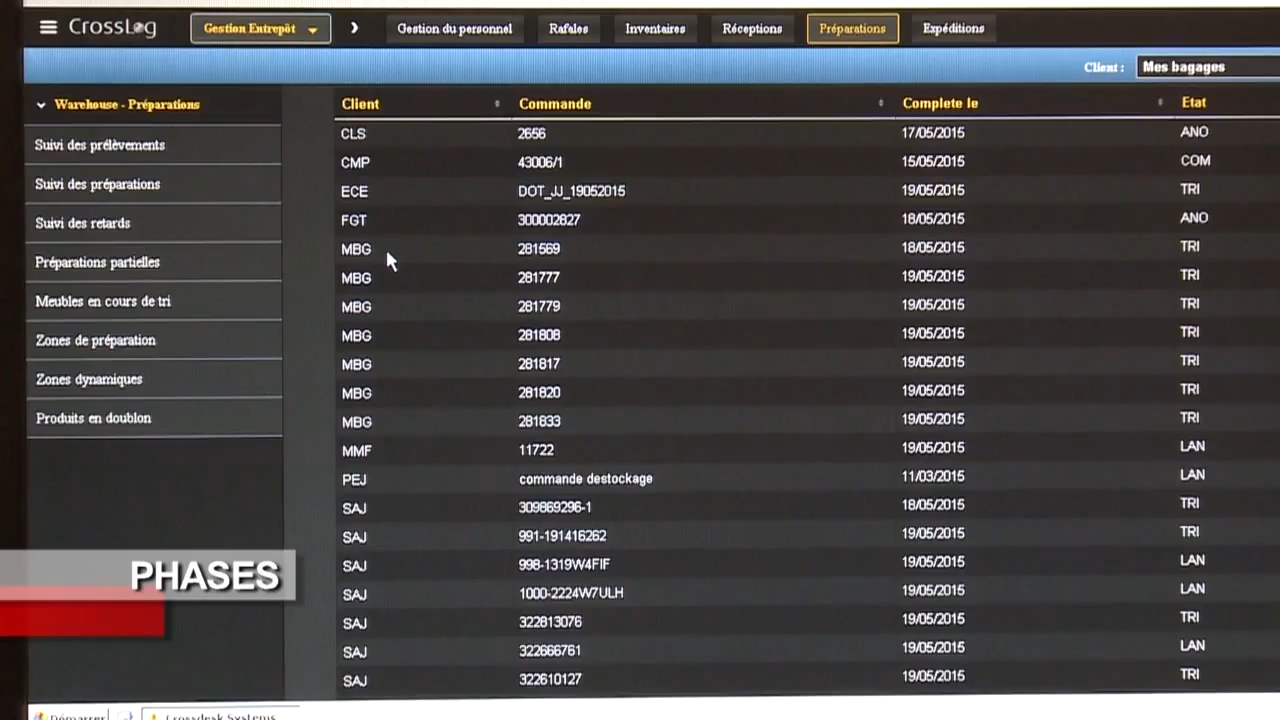 CrossLog Gestion Entrepôt Gestion du personnel Rafales Inventaires Réceptions Préparations Expéditions
Client : Mes bagages
Warehouse - Préparations
Suivi des prélèvements
Suivi des préparations
Suivi des retards
Préparations partielles
Meubles en cours de tri
Zones de préparation
Zones dynamiques
Produits en doublon
Client Commande Complete le Etat
CLS 2656 17/05/2015 ANO
CMP 43006/1 15/05/2015 COM
ECE DOT_JJ_19052015 19/05/2015 TRI
FGT 300002827 18/05/2015 ANO
MBG 281569 18/05/2015 TRI
MBG 281777 19/05/2015 TRI
MBG 281779 19/05/2015 TRI
MBG 281808 19/05/2015 TRI
MBG 281817 19/05/2015 TRI
MBG 281820 19/05/2015 TRI
MBG 281833 19/05/2015 TRI
MMF 11722 19/05/2015 LAN
PEJ commande destockage 11/03/2015 LAN
SAJ 309869296-1 18/05/2015 TRI
SAJ 991-191416262 19/05/2015 TRI
SAJ 998-1319W4FIF 19/05/2015 LAN
SAJ 1000-2224W7ULH 19/05/2015 LAN
SAJ 322813076 19/05/2015 TRI
SAJ 322666761 19/05/2015 LAN
SAJ 322610127 19/05/2015 TRI
PHASES
Démarrer Crossdesk Systems